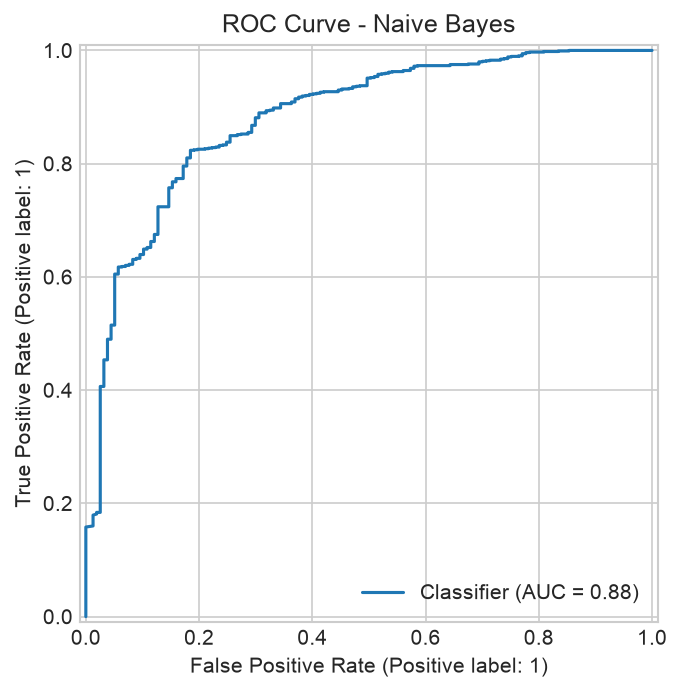 ROC Curve - Naive Bayes
True Positive Rate (Positive label: 1)
1.0
0.8
0.6
0.4
0.2
0.0
Classifier (AUC = 0.88)
0.0 0.2 0.4 0.6 0.8 1.0
False Positive Rate (Positive label: 1)